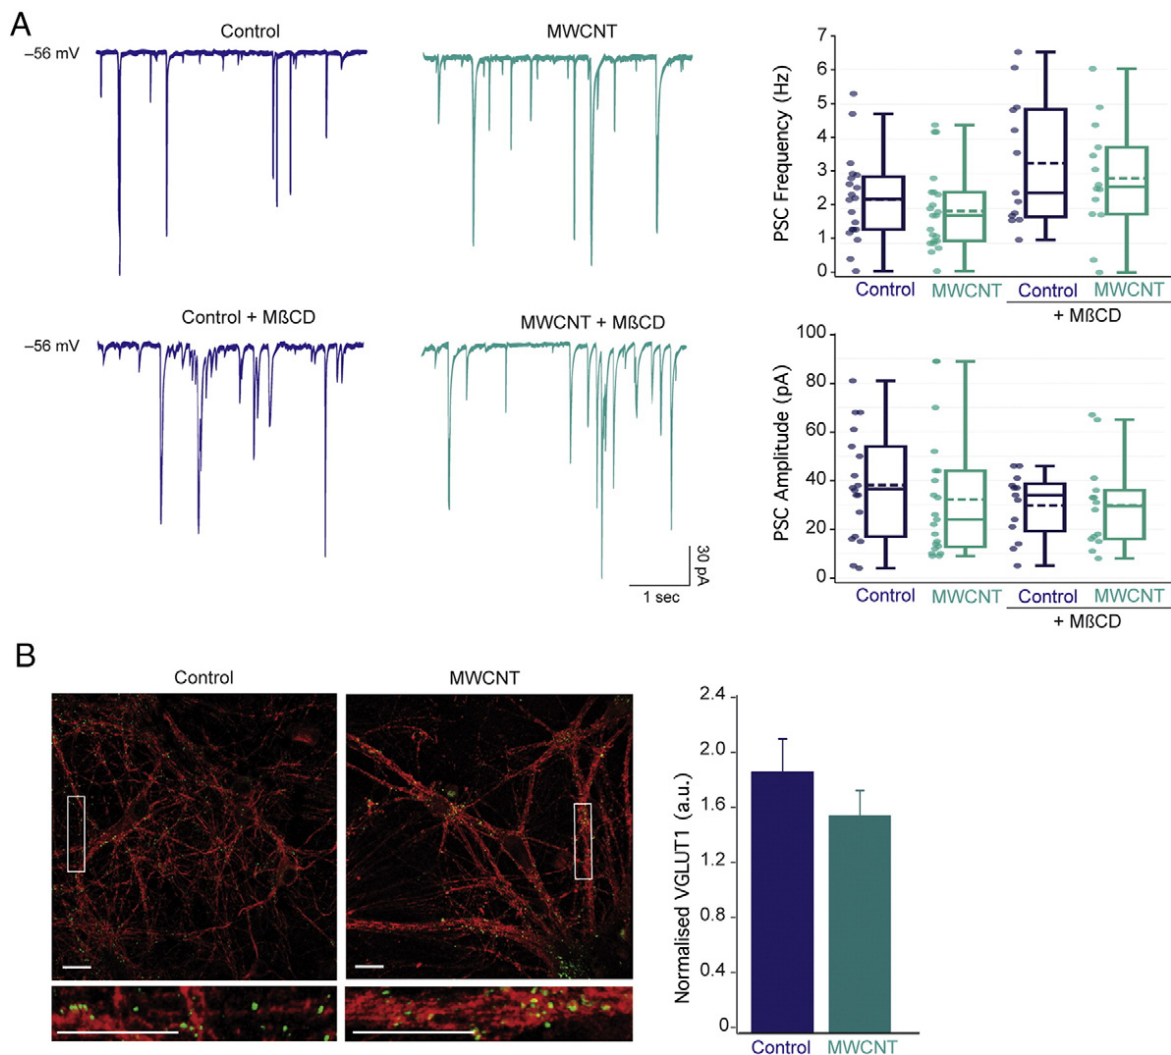 A
Control
MWCNT
–56 mV
Control + MßCD
MWCNT + MßCD
–56 mV
30 pA
1 sec
PSC Frequency (Hz)
7
6
5
4
3
2
1
0
Control
MWCNT
Control
MWCNT
+ MßCD
PSC Amplitude (pA)
100
80
60
40
20
0
Control
MWCNT
Control
MWCNT
+ MßCD
B
Control
MWCNT
Normalised VGLUT1 (a.u.)
2.4
2.0
1.6
1.2
0.8
0.4
0
Control
MWCNT